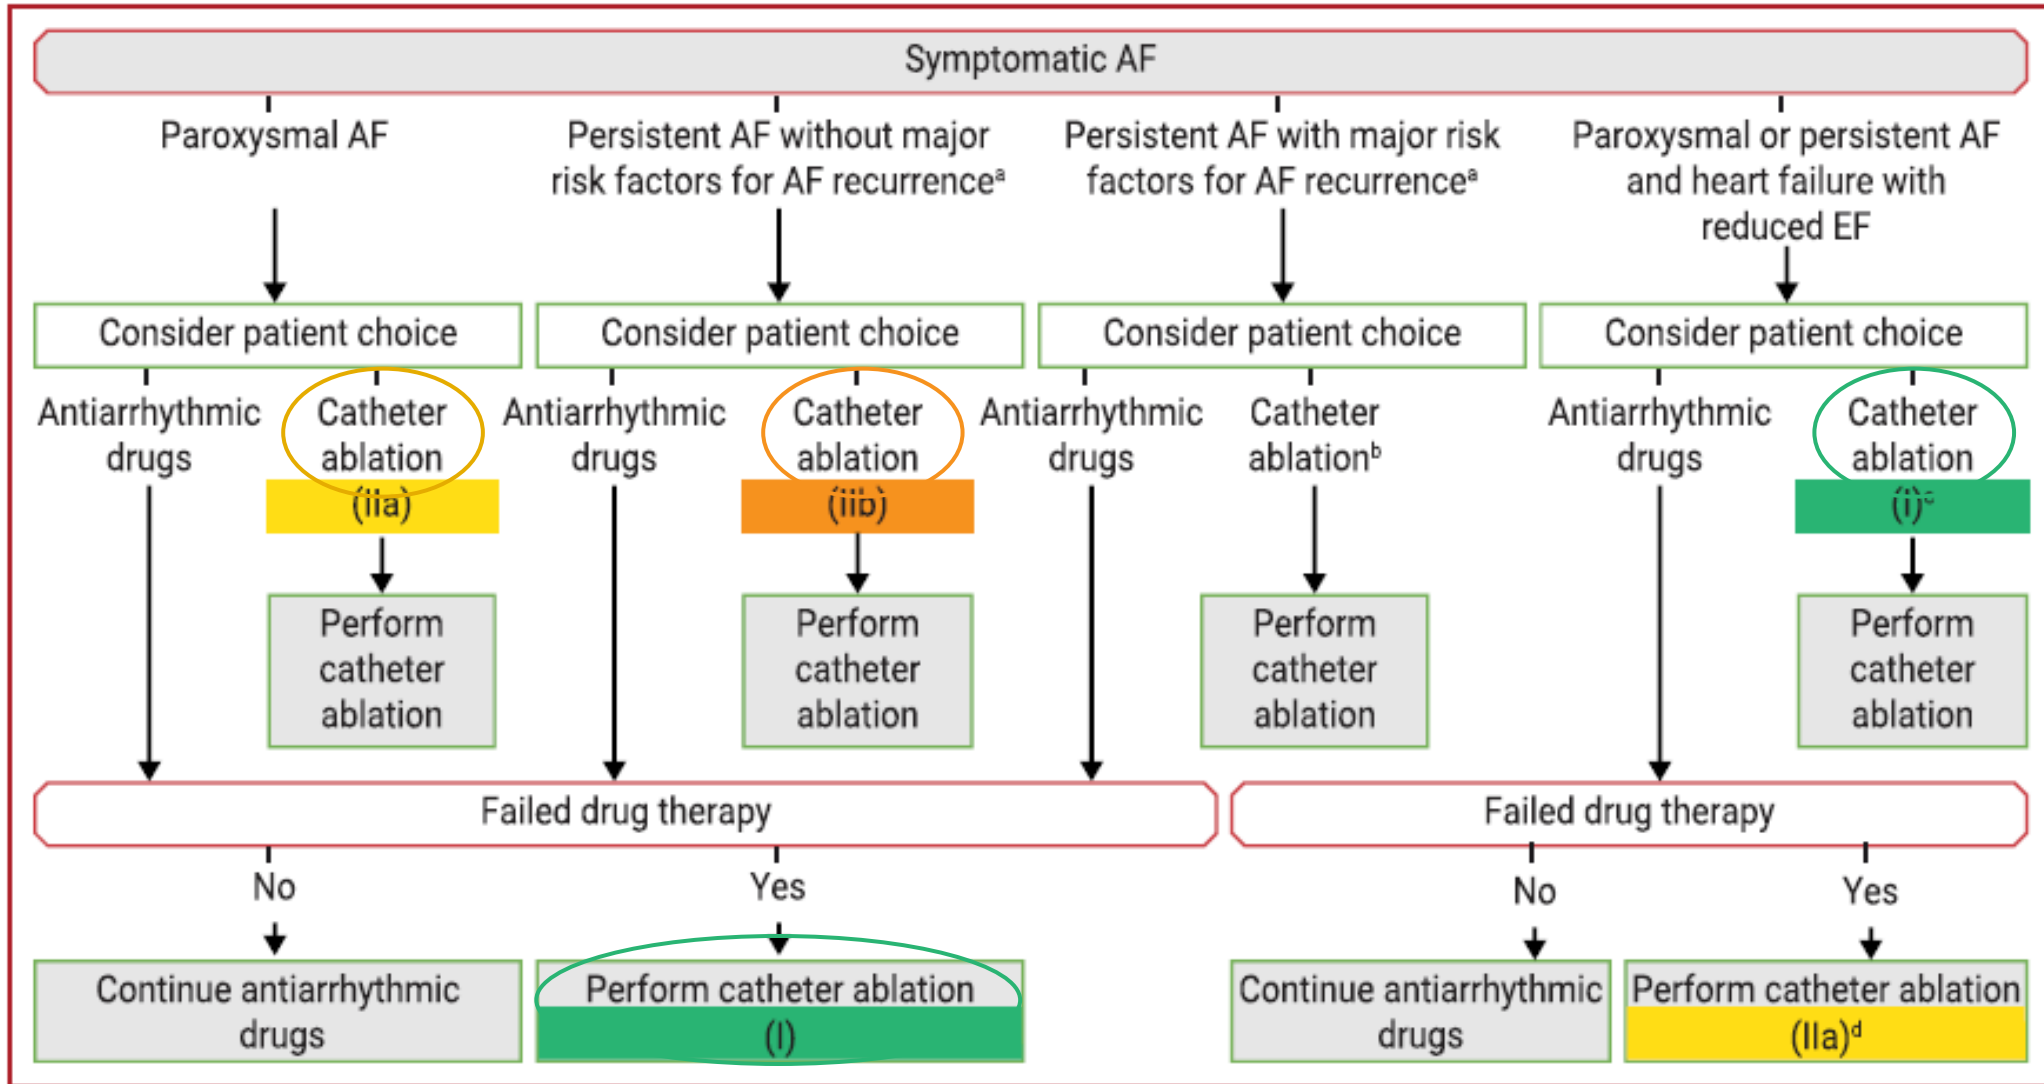 Symptomatic AF
Paroxysmal AF
Persistent AF without major
risk factors for AF recurrenceᵃ
Persistent AF with major risk
factors for AF recurrenceᵃ
Paroxysmal or persistent AF
and heart failure with
reduced EF
Consider patient choice
Consider patient choice
Consider patient choice
Consider patient choice
Antiarrhythmic
drugs
Catheter
ablation
(IIa)
Antiarrhythmic
drugs
Catheter
ablation
(IIb)
Antiarrhythmic
drugs
Catheter
ablationᵇ
Antiarrhythmic
drugs
Catheter
ablation
(I)ᶜ
Perform
catheter
ablation
Perform
catheter
ablation
Perform
catheter
ablation
Perform
catheter
ablation
Failed drug therapy
Failed drug therapy
No
Yes
No
Yes
Continue antiarrhythmic
drugs
Perform catheter ablation
(I)
Continue antiarrhythmic
drugs
Perform catheter ablation
(IIa)ᵈ